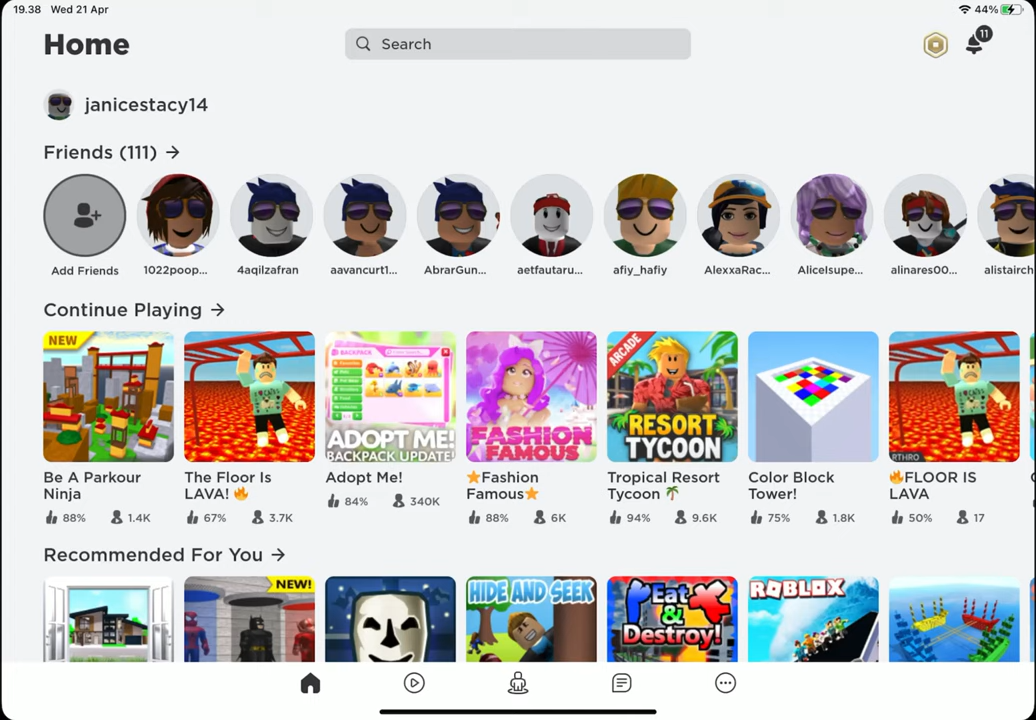 19.38 Wed 21 Apr
44%
Home
Search
11
janicestacy14
Friends (111) →
Add Friends
1022poop...
4aqilzafran
aavancurt1...
AbrarGun...
aetfautaru...
afiy_hafiy
AlexxaRac...
AliceIsupe...
alinares00...
alistairch
Continue Playing →
NEW
BACKPACK
ADOPT ME!
BACKPACK UPDATE!
FASHION
FAMOUS
ARCADE
RESORT
TYCOON
RTHRO
Be A Parkour
Ninja
88% 1.4K
The Floor Is
LAVA! 🔥
67% 3.7K
Adopt Me!
84% 340K
⭐Fashion
Famous⭐
88% 6K
Tropical Resort
Tycoon 🌴
94% 9.6K
Color Block
Tower!
75% 1.8K
🔥FLOOR IS
LAVA
50% 17
Recommended For You →
NEW!
HIDE AND SEEK
Eat
&
Destroy!
ROBLOX